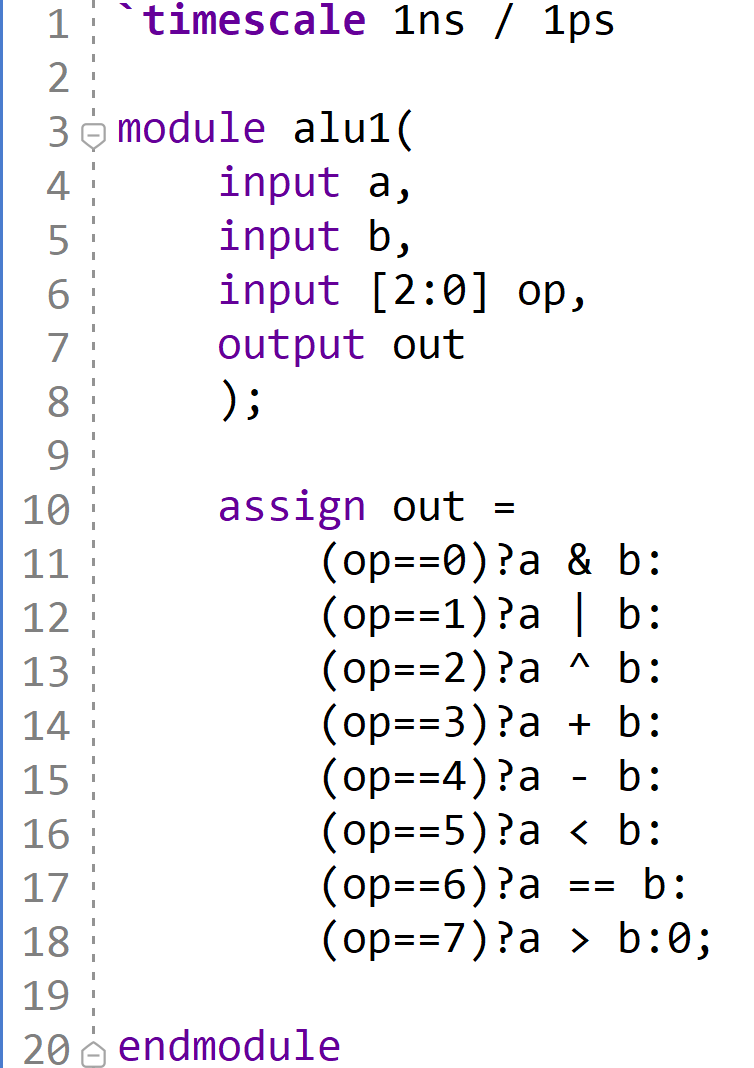 1 `timescale 1ns / 1ps
2
3 module alu1(
4     input a,
5     input b,
6     input [2:0] op,
7     output out
8     );
9
10     assign out =
11         (op==0)?a & b:
12         (op==1)?a | b:
13         (op==2)?a ^ b:
14         (op==3)?a + b:
15         (op==4)?a - b:
16         (op==5)?a < b:
17         (op==6)?a == b:
18         (op==7)?a > b:0;
19
20 endmodule